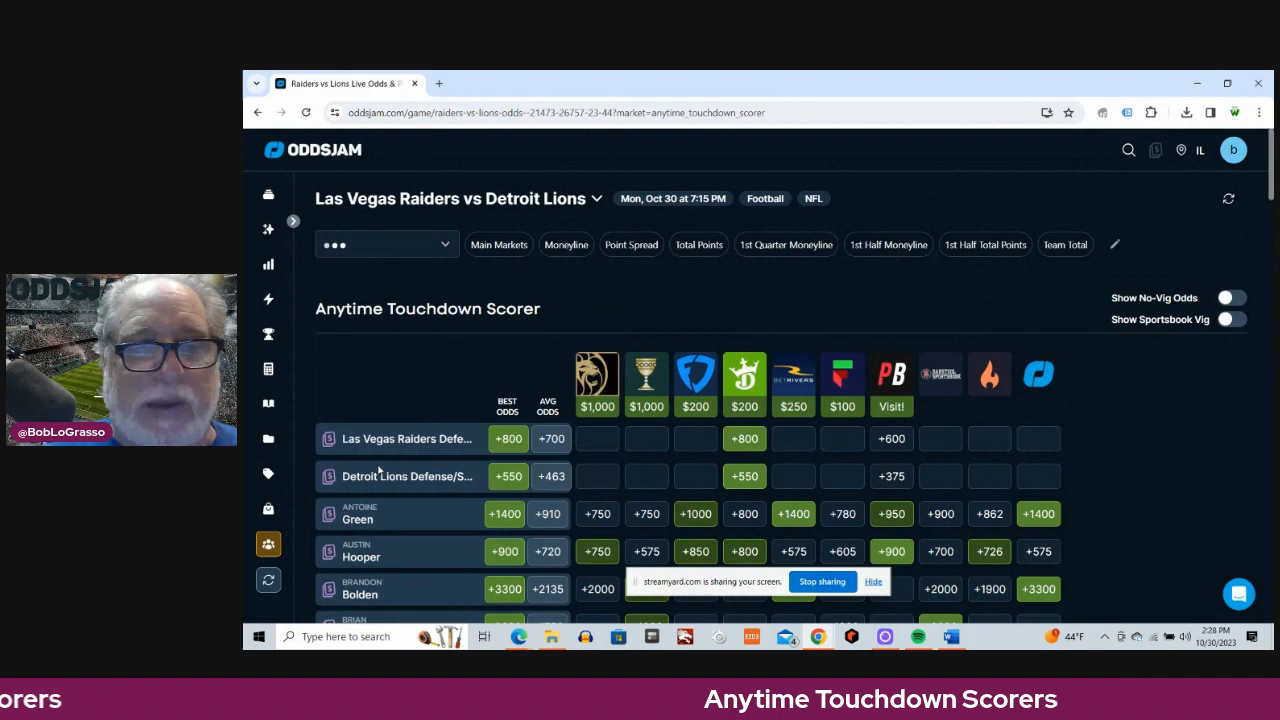 Raiders vs Lions Live Odds & P
oddsjam.com/game/raiders-vs-lions-odds--21473-26757-23-44?market=anytime_touchdown_scorer
ODDSJAM
IL
b
Las Vegas Raiders vs Detroit Lions
Mon, Oct 30 at 7:15 PM
Football
NFL
Main Markets
Moneyline
Point Spread
Total Points
1st Quarter Moneyline
1st Half Moneyline
1st Half Total Points
Team Total
Anytime Touchdown Scorer
Show No-Vig Odds
Show Sportsbook Vig
BETRIVERS
PB
BARSTOOL SPORTSBOOK
BEST ODDS
AVG ODDS
$1,000 $1,000 $200 $200 $250 $100 Visit!
Las Vegas Raiders Defe... +800 +700 +800 +600
Detroit Lions Defense/S... +550 +463 +550 +375
ANTOINE
Green +1400 +910 +750 +750 +1000 +800 +1400 +780 +950 +900 +862 +1400
AUSTIN
Hooper +900 +720 +750 +575 +850 +800 +575 +605 +900 +700 +726 +575
streamyard.com is sharing your screen. Stop sharing Hide
BRANDON
Bolden +3300 +2135 +2000 +2000 +1900 +3300
BRIAN
ODDSJA
@BobLoGrasso
Type here to search
44°F
2:28 PM
10/30/2023
orers
Anytime Touchdown Scorers